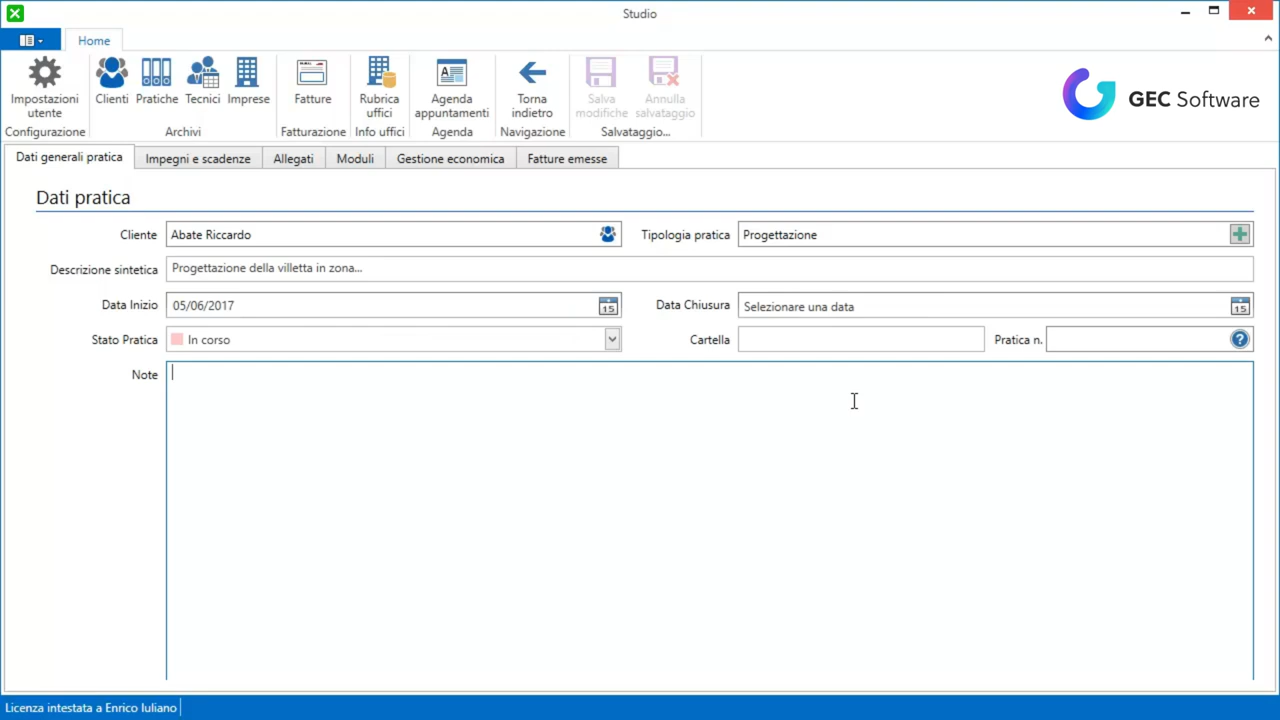 Studio
Home
Impostazioni utente
Clienti
Pratiche
Tecnici
Imprese
Fatture
Rubrica uffici
Agenda appuntamenti
Torna indietro
Salva modifiche
Annulla salvataggio
Configurazione
Archivi
Fatturazione
Info uffici
Agenda
Navigazione
Salvataggio...
GEC Software
Dati generali pratica
Impegni e scadenze
Allegati
Moduli
Gestione economica
Fatture emesse
Dati pratica
Cliente Abate Riccardo
Tipologia pratica Progettazione
Descrizione sintetica Progettazione della villetta in zona...
Data Inizio 05/06/2017 15
Data Chiusura Selezionare una data 15
Stato Pratica In corso
Cartella
Pratica n. ?
Note
Licenza intestata a Enrico Iuliano